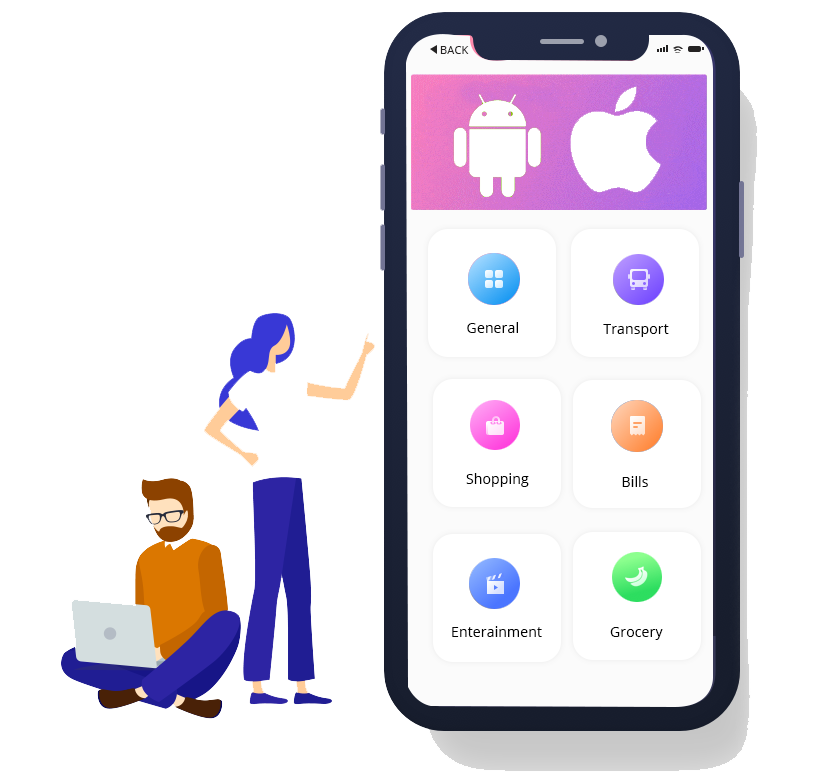 BACK
General
Transport
Shopping
Bills
Enterainment
Grocery